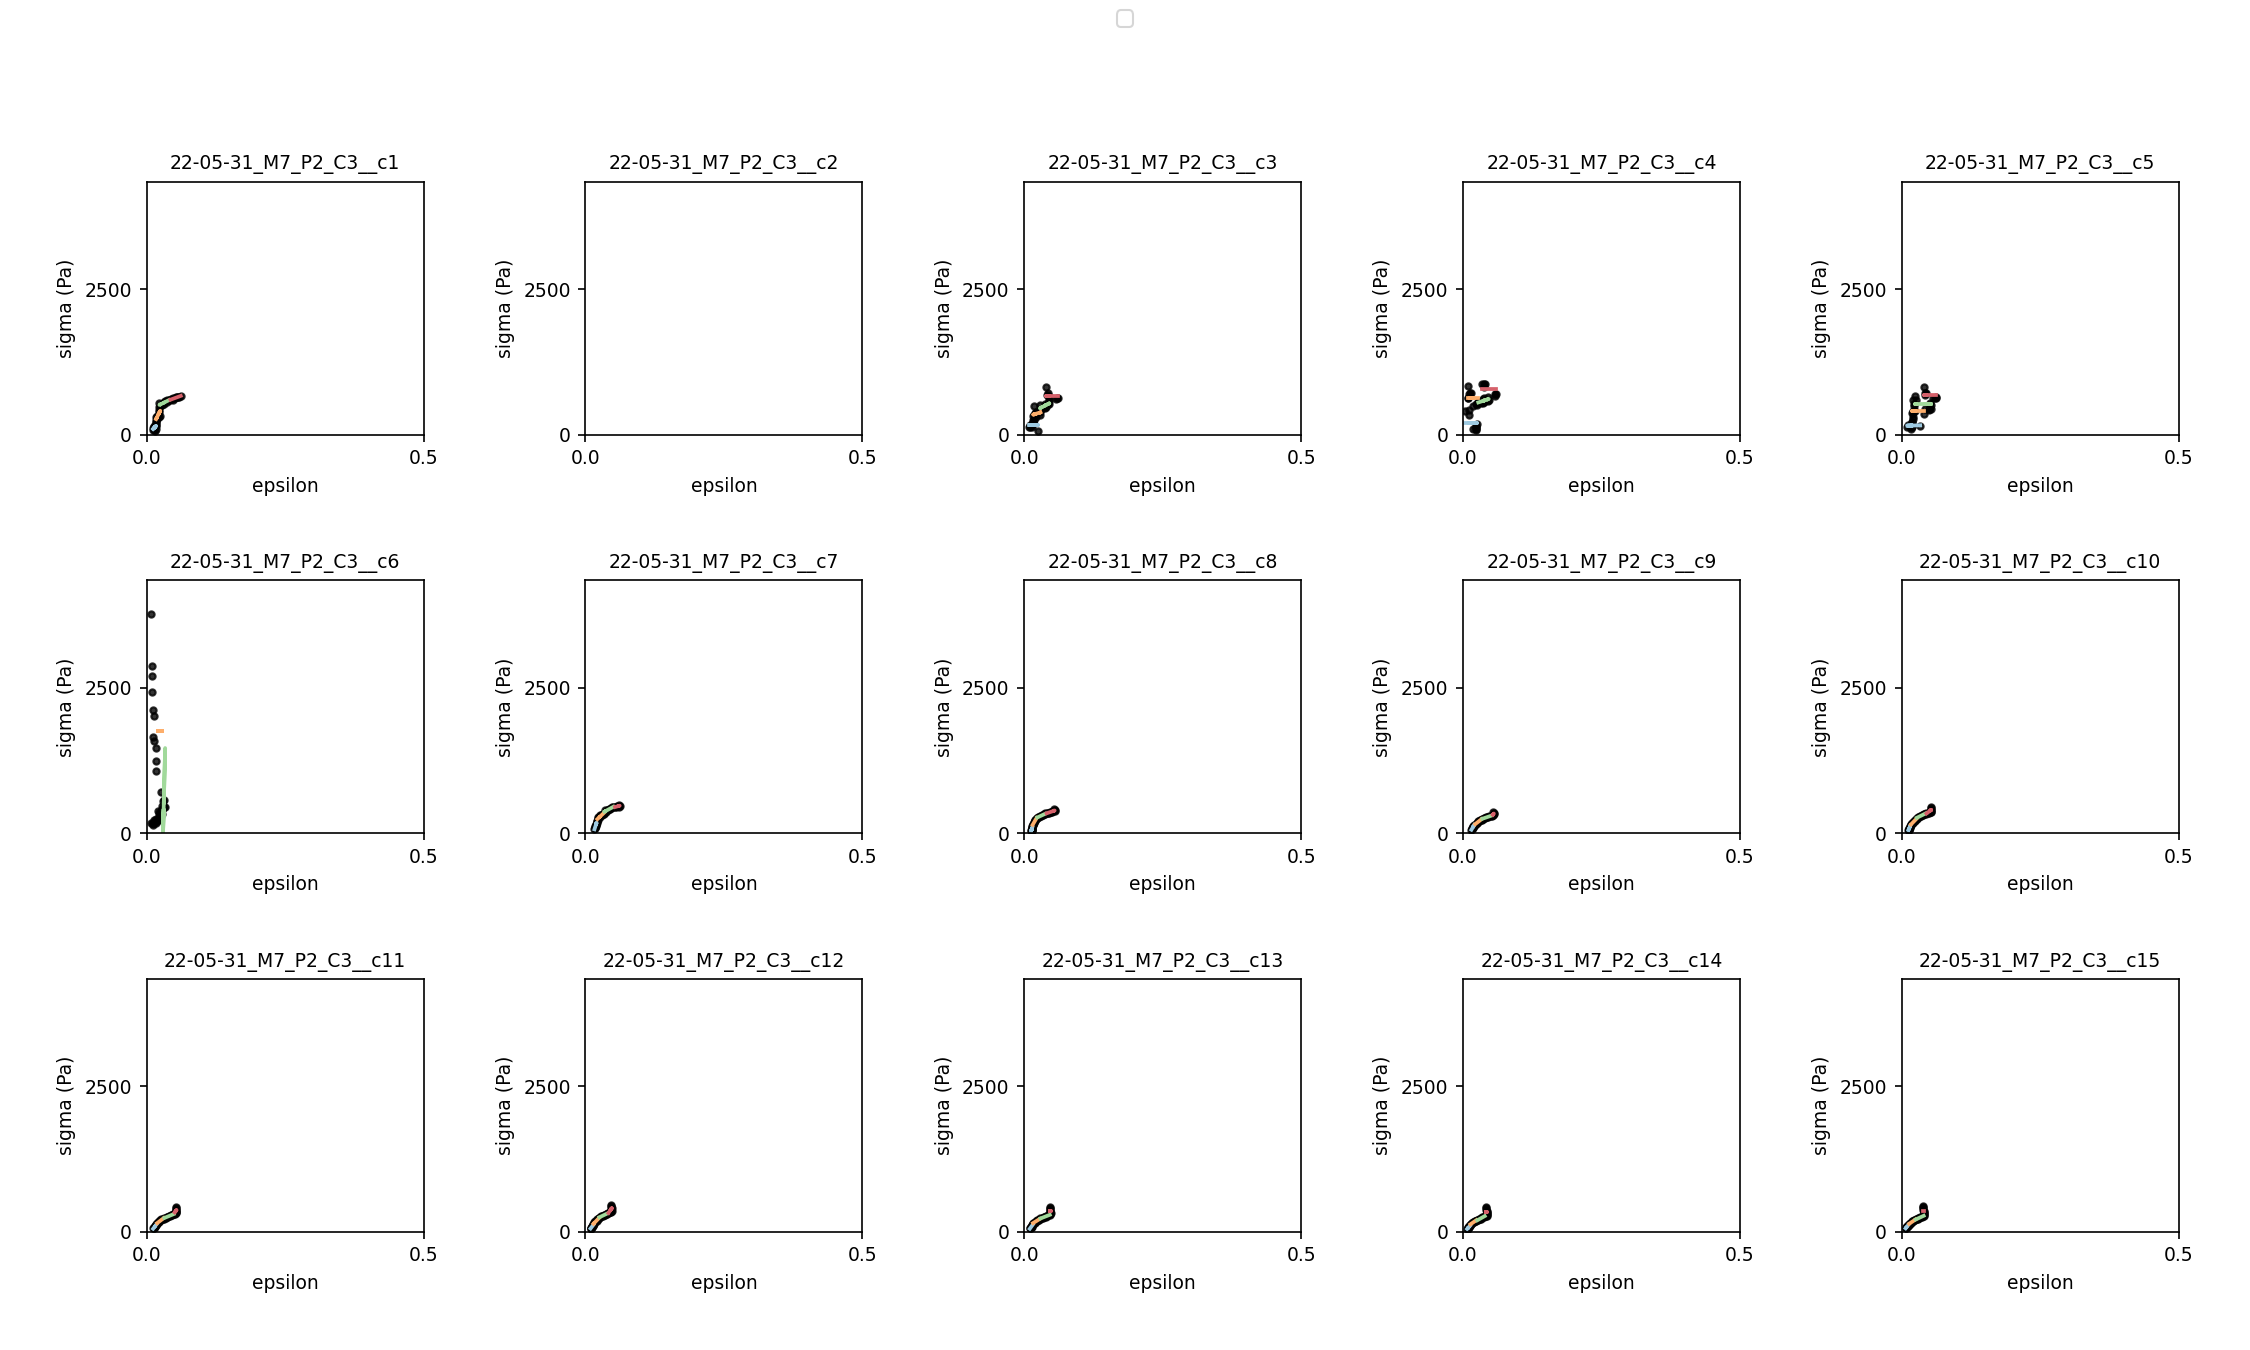 22-05-31_M7_P2_C3__c1
22-05-31_M7_P2_C3__c2
22-05-31_M7_P2_C3__c3
22-05-31_M7_P2_C3__c4
22-05-31_M7_P2_C3__c5
sigma (Pa)
2500
0
0.0
0.5
epsilon
sigma (Pa)
2500
0
0.0
0.5
epsilon
sigma (Pa)
2500
0
0.0
0.5
epsilon
sigma (Pa)
2500
0
0.0
0.5
epsilon
sigma (Pa)
2500
0
0.0
0.5
epsilon
22-05-31_M7_P2_C3__c6
22-05-31_M7_P2_C3__c7
22-05-31_M7_P2_C3__c8
22-05-31_M7_P2_C3__c9
22-05-31_M7_P2_C3__c10
sigma (Pa)
2500
0
0.0
0.5
epsilon
sigma (Pa)
2500
0
0.0
0.5
epsilon
sigma (Pa)
2500
0
0.0
0.5
epsilon
sigma (Pa)
2500
0
0.0
0.5
epsilon
sigma (Pa)
2500
0
0.0
0.5
epsilon
22-05-31_M7_P2_C3__c11
22-05-31_M7_P2_C3__c12
22-05-31_M7_P2_C3__c13
22-05-31_M7_P2_C3__c14
22-05-31_M7_P2_C3__c15
sigma (Pa)
2500
0
0.0
0.5
epsilon
sigma (Pa)
2500
0
0.0
0.5
epsilon
sigma (Pa)
2500
0
0.0
0.5
epsilon
sigma (Pa)
2500
0
0.0
0.5
epsilon
sigma (Pa)
2500
0
0.0
0.5
epsilon